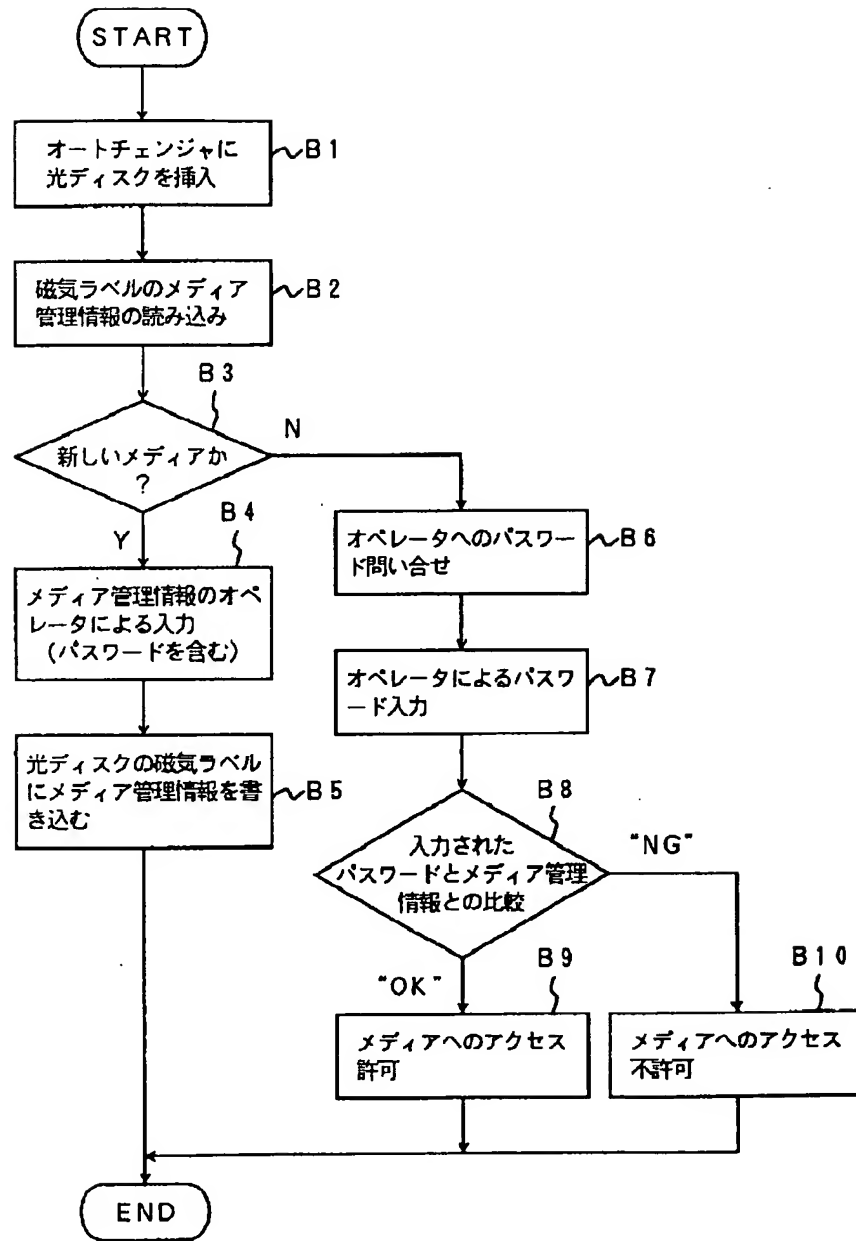 START
オートチェンジャに
光ディスクを挿入
B1
磁気ラベルのメディア
管理情報の読み込み
B2
B3
新しいメディアか
?
N
Y
B4
メディア管理情報のオペ
レータによる入力
(パスワードを含む)
光ディスクの磁気ラベル
にメディア管理情報を書
き込む
B5
オペレータへのパスワー
ド問い合せ
B6
オペレータによるパスワ
ード入力
B7
B8
入力された
パスワードとメディア管理
情報との比較
"NG"
"OK"
B9
メディアへのアクセス
許可
B10
メディアへのアクセス
不許可
END